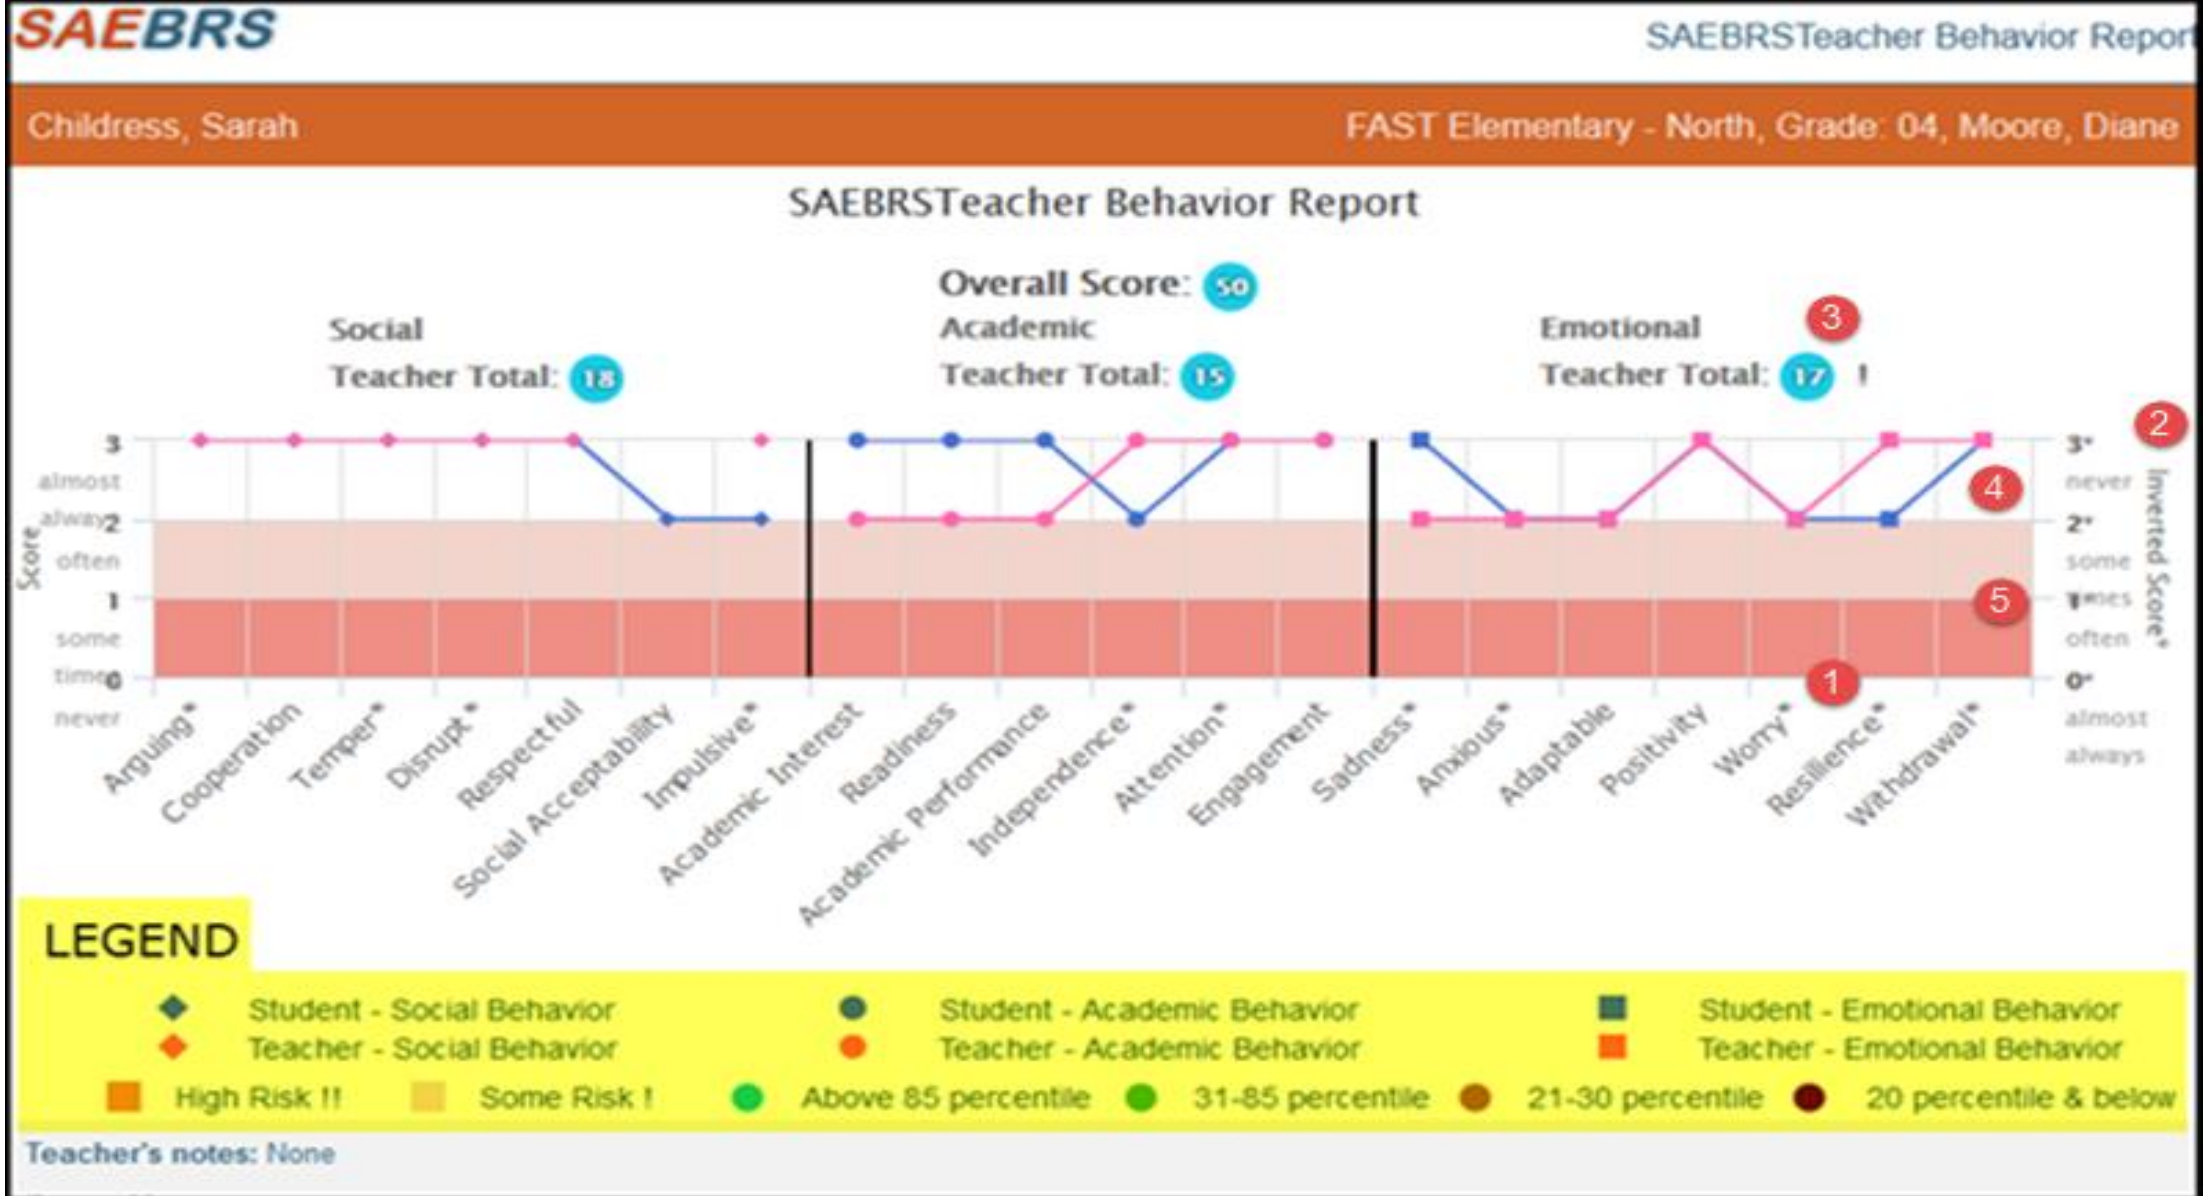 SAEBRS
SAEBRSTeacher Behavior Report
Childress, Sarah
FAST Elementary - North, Grade: 04, Moore, Diane
SAEBRSTeacher Behavior Report
Overall Score: 50
Social
Teacher Total: 18
Academic
Teacher Total: 15
Emotional
Teacher Total: 17 !
3
2
4
5
1
Score
3
almost
always
2
often
1
some
times
0
never
3*
never
2*
some
times
1*
often
0*
almost
always
Inverted Score*
Arguing*
Cooperation
Temper*
Disrupt*
Respectful
Social Acceptability
Impulsive*
Academic Interest
Readiness
Academic Performance
Independence*
Attention*
Engagement
Sadness*
Anxious*
Adaptable
Positivity
Worry*
Resilience*
Withdrawal*
LEGEND
Student - Social Behavior
Student - Academic Behavior
Student - Emotional Behavior
Teacher - Social Behavior
Teacher - Academic Behavior
Teacher - Emotional Behavior
High Risk !!
Some Risk !
Above 85 percentile
31-85 percentile
21-30 percentile
20 percentile & below
Teacher's notes: None